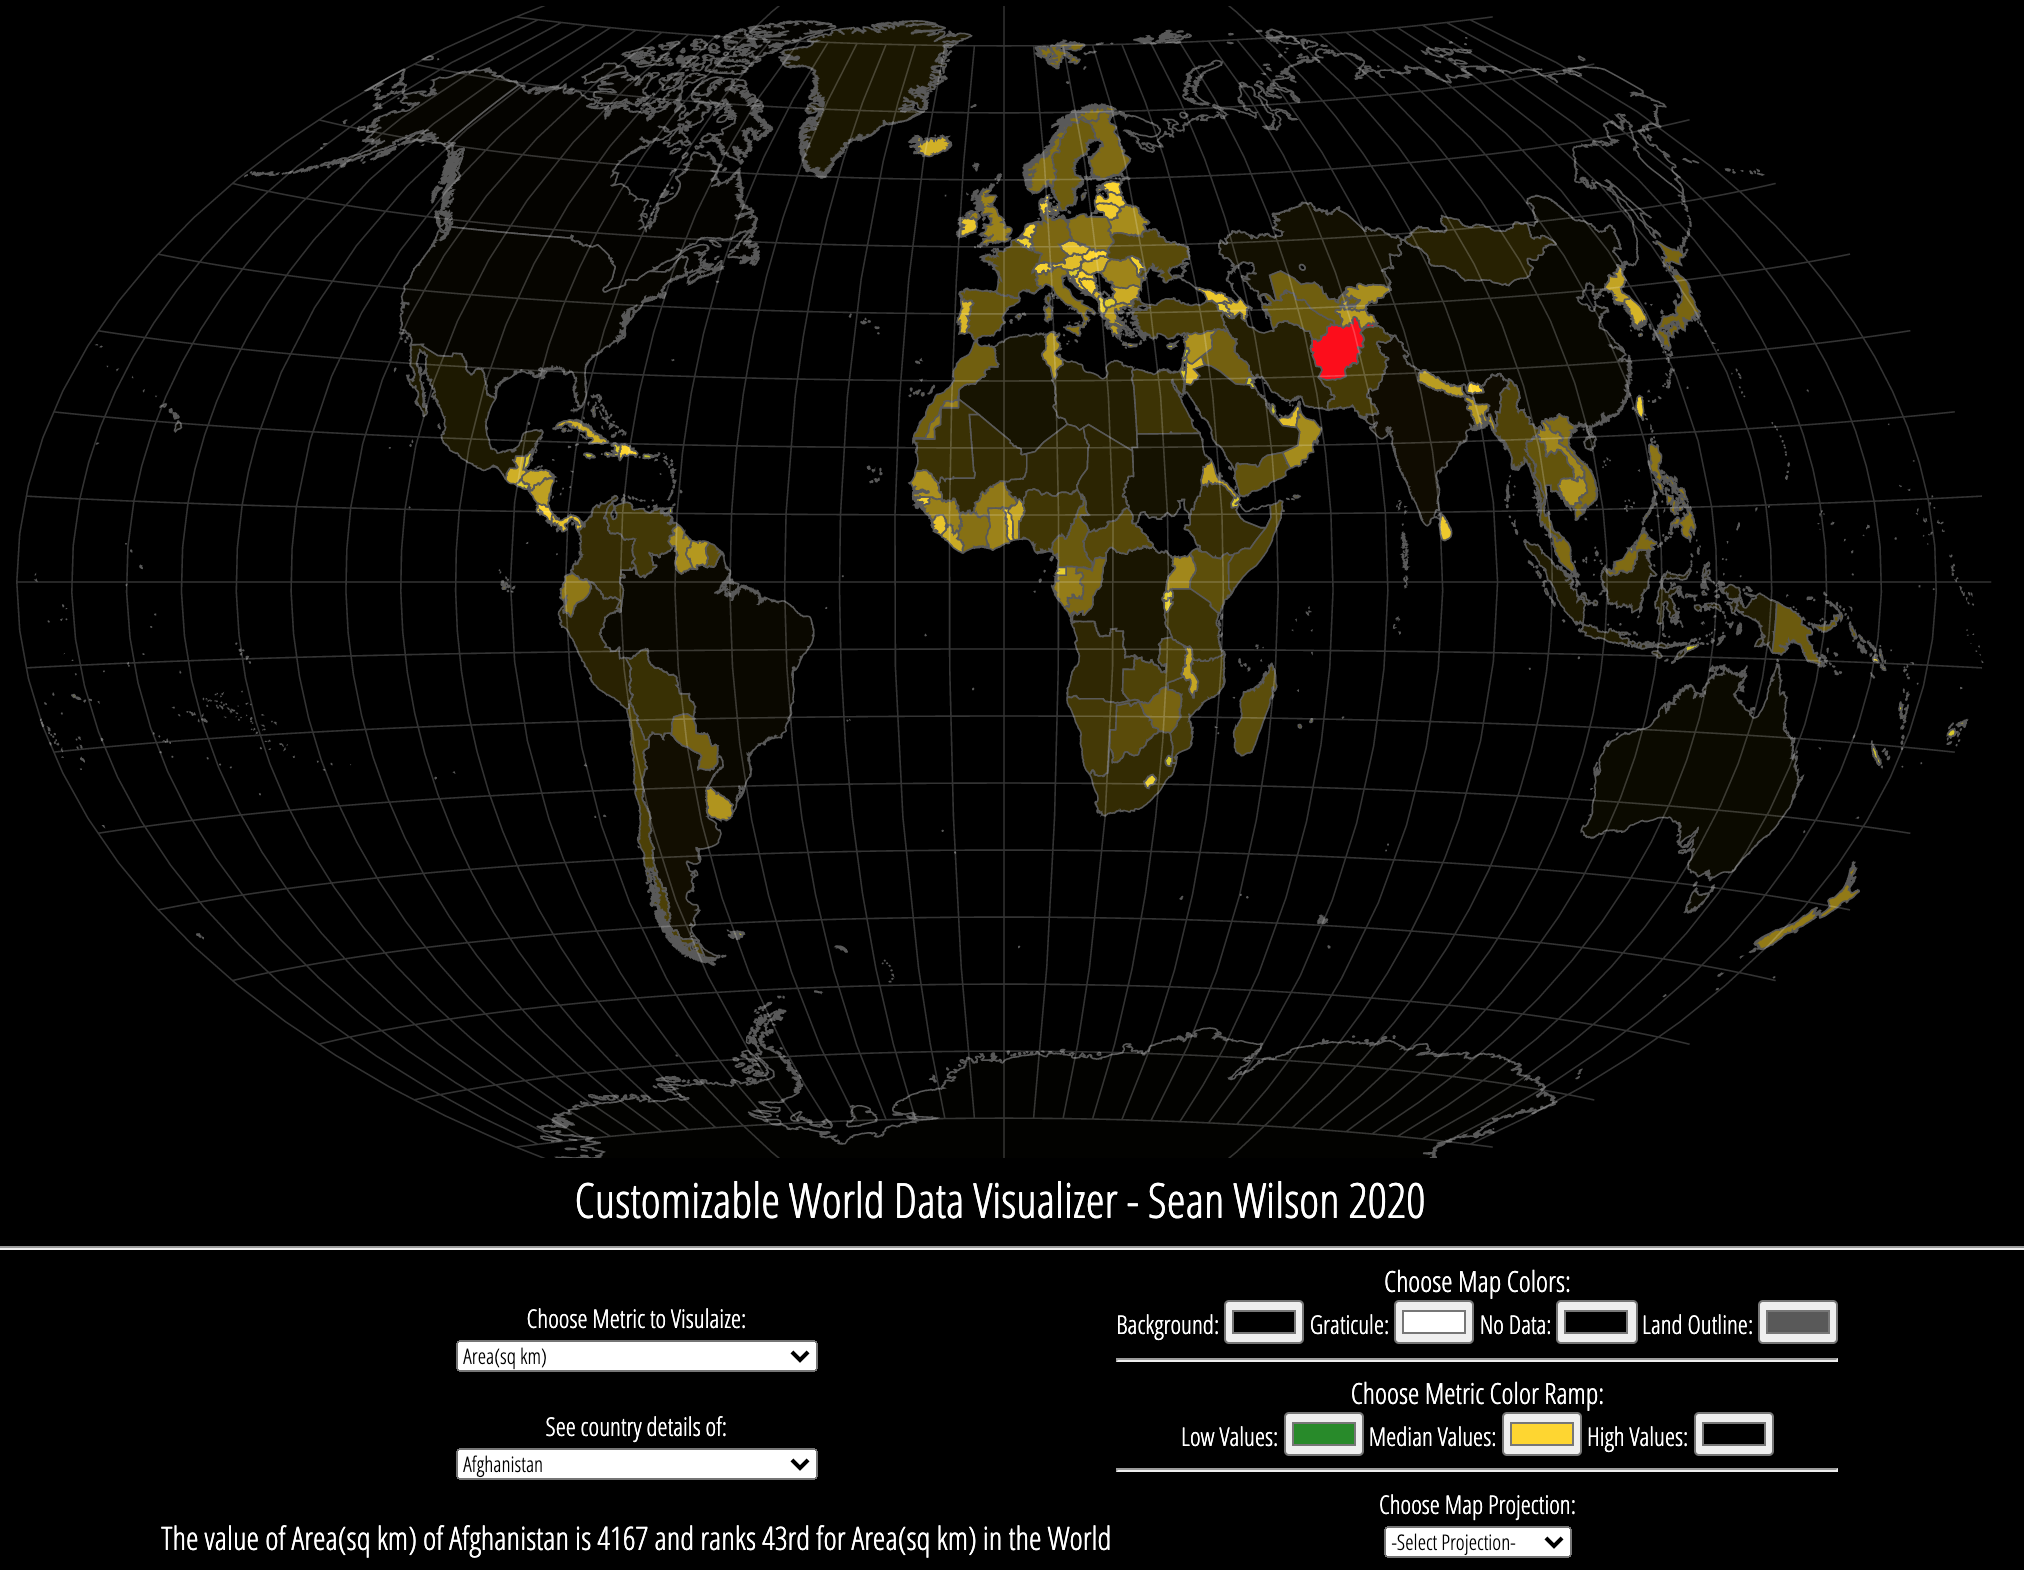 Customizable World Data Visualizer - Sean Wilson 2020
Choose Metric to Visulaize:
Area(sq km)
See country details of:
Afghanistan
The value of Area(sq km) of Afghanistan is 4167 and ranks 43rd for Area(sq km) in the World
Choose Map Colors:
Background: Graticule: No Data: Land Outline:
Choose Metric Color Ramp:
Low Values: Median Values: High Values:
Choose Map Projection:
-Select Projection-